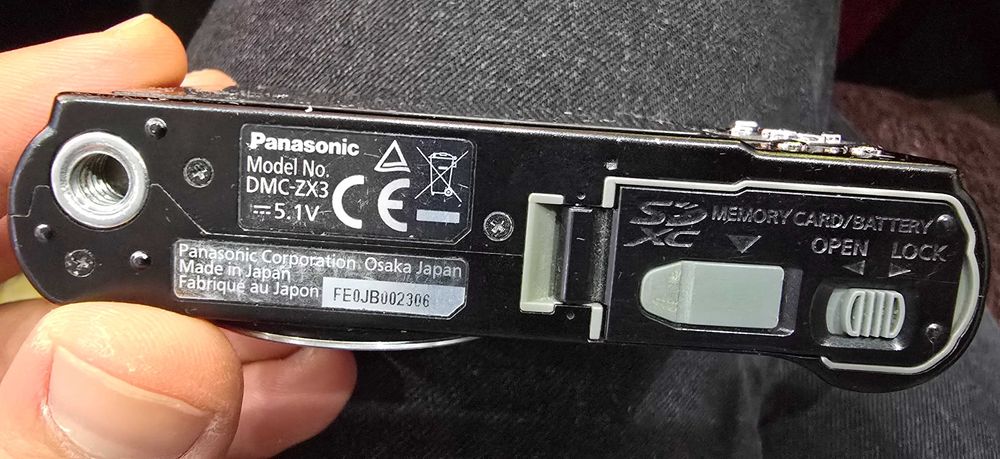 Panasonic
Model No.
DMC-ZX3
5.1V
CE
Panasonic Corporation Osaka Japan
Made in Japan
Fabriqué au Japon
FE0JB002306
SD
XC
MEMORY CARD/BATTERY
OPEN
LOCK